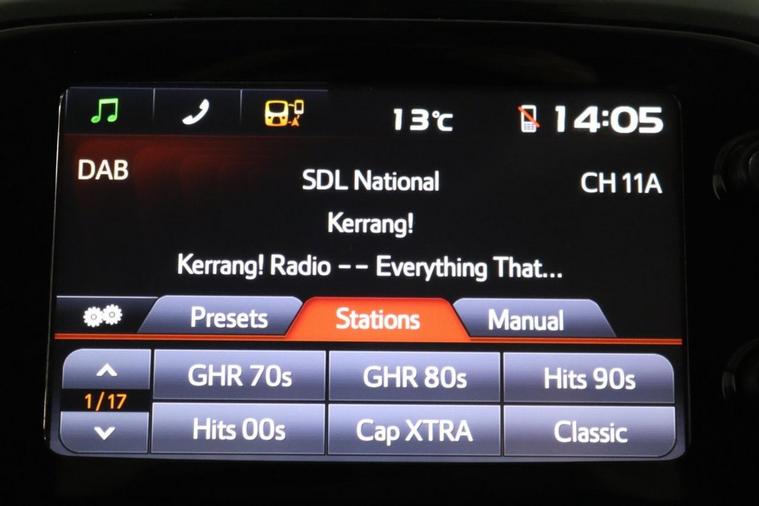 13°C 14:05
DAB SDL National CH 11A
Kerrang!
Kerrang! Radio -- Everything That...
Presets Stations Manual
GHR 70s GHR 80s Hits 90s
1/17
Hits 00s Cap XTRA Classic